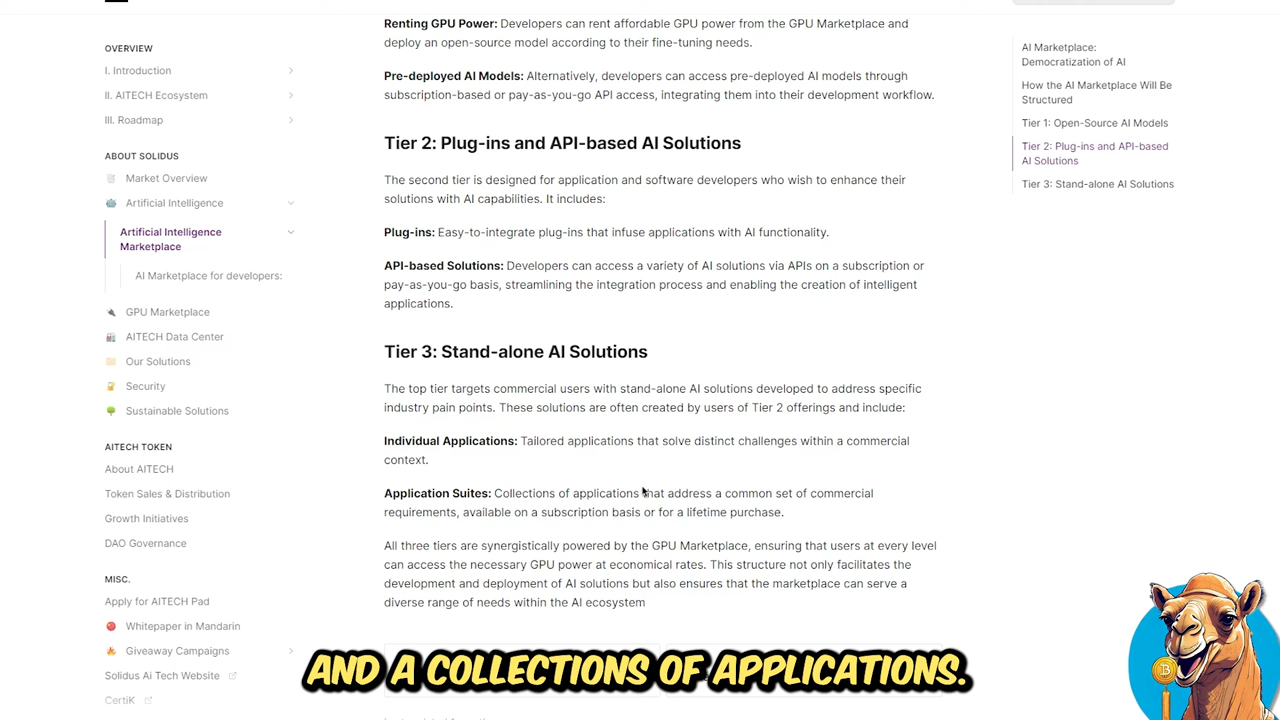 OVERVIEW
I. Introduction
II. AITECH Ecosystem
III. Roadmap
ABOUT SOLIDUS
Market Overview
Artificial Intelligence
Artificial Intelligence
Marketplace
AI Marketplace for developers:
GPU Marketplace
AITECH Data Center
Our Solutions
Security
Sustainable Solutions
AITECH TOKEN
About AITECH
Token Sales & Distribution
Growth Initiatives
DAO Governance
MISC.
Apply for AITECH Pad
Whitepaper in Mandarin
Giveaway Campaigns
Solidus Ai Tech Website
CertiK
Renting GPU Power: Developers can rent affordable GPU power from the GPU Marketplace and
deploy an open-source model according to their fine-tuning needs.
Pre-deployed AI Models: Alternatively, developers can access pre-deployed AI models through
subscription-based or pay-as-you-go API access, integrating them into their development workflow.
Tier 2: Plug-ins and API-based AI Solutions
The second tier is designed for application and software developers who wish to enhance their
solutions with AI capabilities. It includes:
Plug-ins: Easy-to-integrate plug-ins that infuse applications with AI functionality.
API-based Solutions: Developers can access a variety of AI solutions via APIs on a subscription or
pay-as-you-go basis, streamlining the integration process and enabling the creation of intelligent
applications.
Tier 3: Stand-alone AI Solutions
The top tier targets commercial users with stand-alone AI solutions developed to address specific
industry pain points. These solutions are often created by users of Tier 2 offerings and include:
Individual Applications: Tailored applications that solve distinct challenges within a commercial
context.
Application Suites: Collections of applications that address a common set of commercial
requirements, available on a subscription basis or for a lifetime purchase.
All three tiers are synergistically powered by the GPU Marketplace, ensuring that users at every level
can access the necessary GPU power at economical rates. This structure not only facilitates the
development and deployment of AI solutions but also ensures that the marketplace can serve a
diverse range of needs within the AI ecosystem
AND A COLLECTIONS OF APPLICATIONS.
AI Marketplace:
Democratization of AI
How the AI Marketplace Will Be
Structured
Tier 1: Open-Source AI Models
Tier 2: Plug-ins and API-based
AI Solutions
Tier 3: Stand-alone AI Solutions